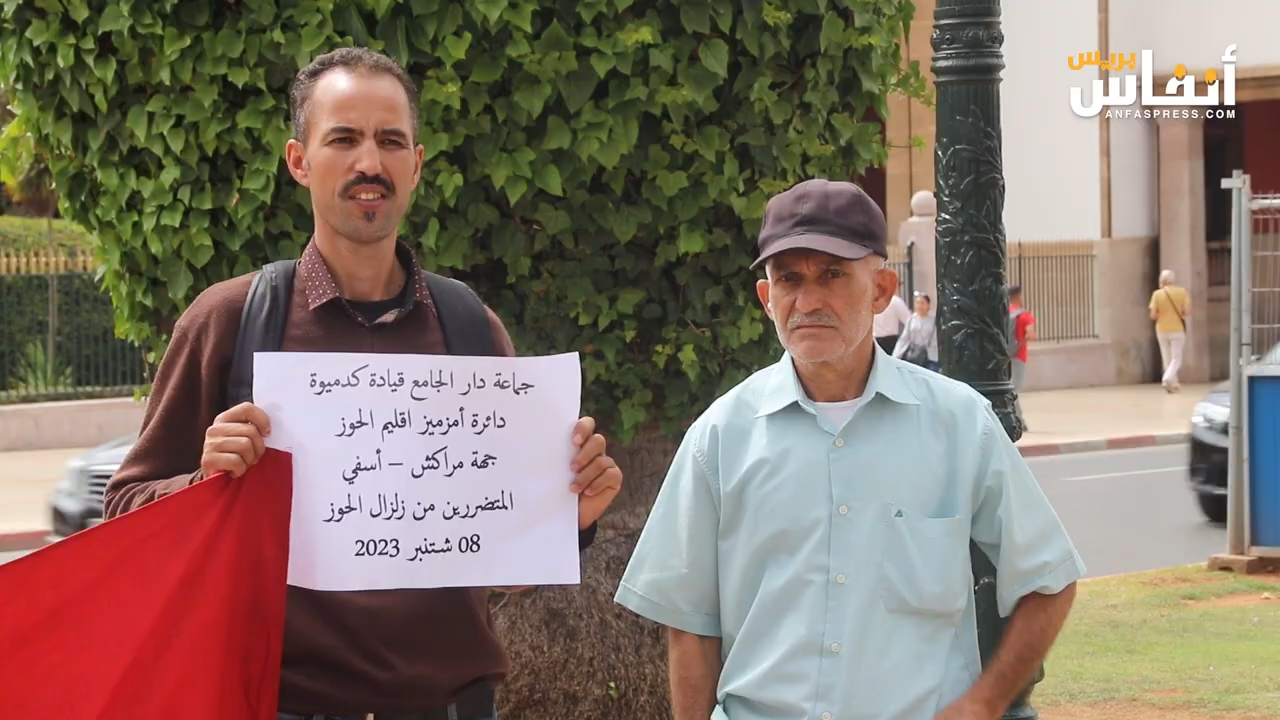 بريس
أنفاس
ANFASPRESS.COM
جماعة دار الجامع قيادة كدميوة
دائرة أمزميز اقليم الحوز
جهة مراكش – أسفي
المتضررين من زلزال الحوز
08 شتنبر 2023